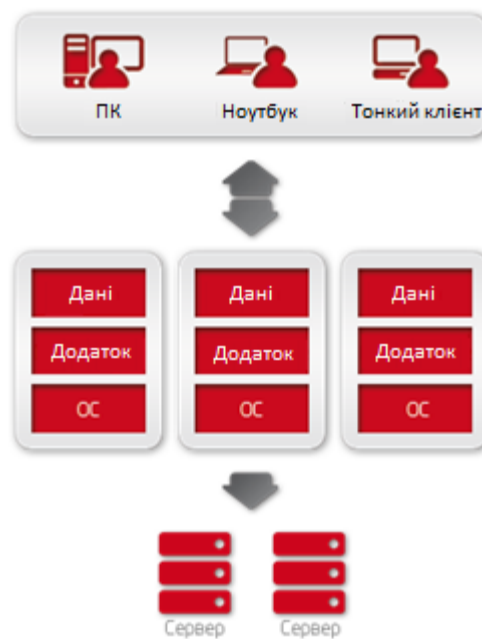 ПК Ноутбук Тонкий клієнт
Дані Дані Дані
Додаток Додаток Додаток
ОС ОС ОС
Сервер Сервер